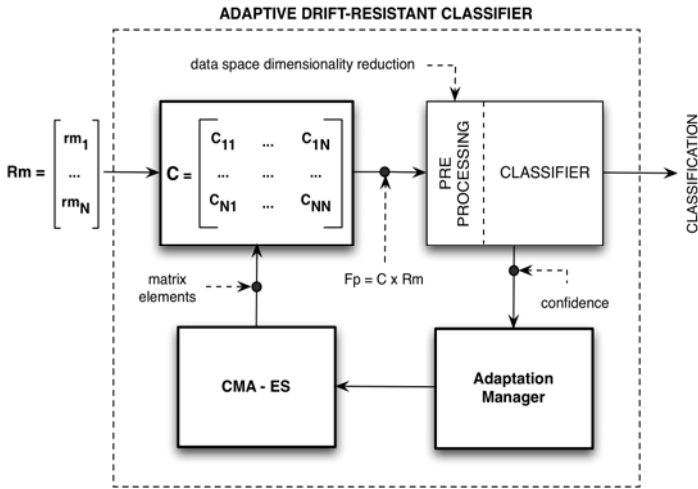 ADAPTIVE DRIFT-RESISTANT CLASSIFIER
data space dimensionality reduction
Rm =
rm1
...
rmN
C =
C11 ... C1N
... ... ...
CN1 ... CNN
PRE
PROCESSING
CLASSIFIER
CLASSIFICATION
matrix
elements
Fp = C x Rm
confidence
CMA - ES
Adaptation
Manager